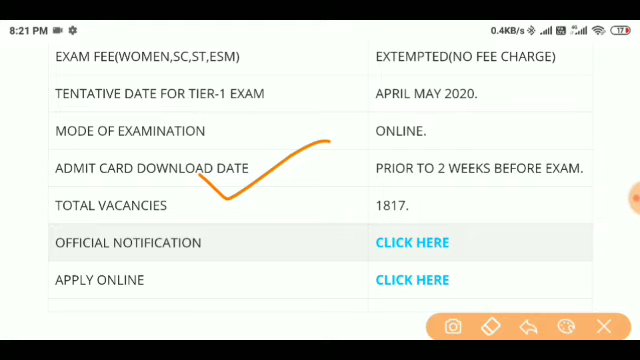 8:21 PM 0.4KB/s 17
EXAM FEE(WOMEN,SC,ST,ESM) EXTEMPTED(NO FEE CHARGE)
TENTATIVE DATE FOR TIER-1 EXAM APRIL MAY 2020.
MODE OF EXAMINATION ONLINE.
ADMIT CARD DOWNLOAD DATE PRIOR TO 2 WEEKS BEFORE EXAM.
TOTAL VACANCIES 1817.
OFFICIAL NOTIFICATION CLICK HERE
APPLY ONLINE CLICK HERE